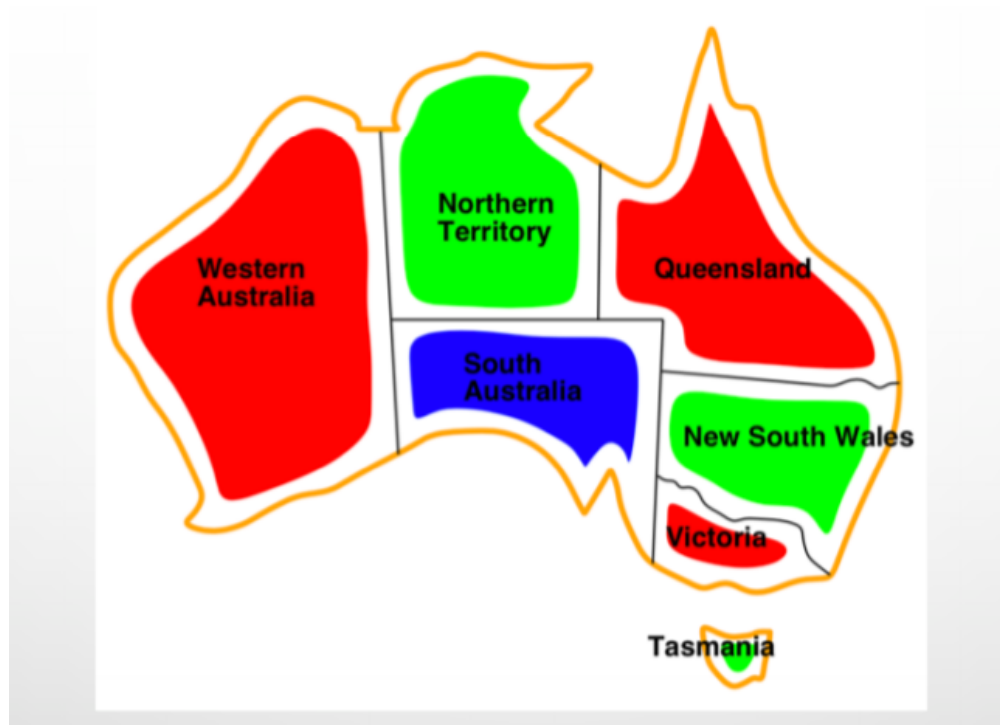 Northern
Territory
Western
Australia
Queensland
South
Australia
New South Wales
Victoria
Tasmania